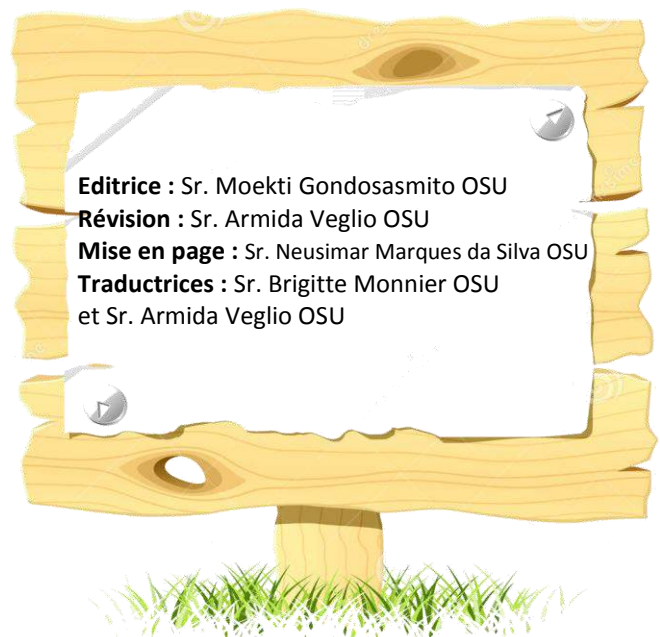 Editrice : Sr. Moekti Gondosasmito OSU
Révision : Sr. Armida Veglio OSU
Mise en page : Sr. Neusimar Marques da Silva OSU
Traductrices : Sr. Brigitte Monnier OSU
et Sr. Armida Veglio OSU